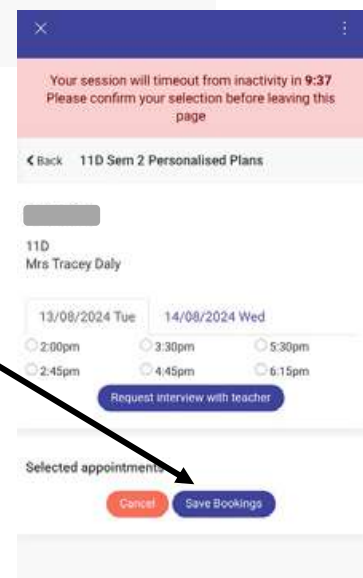 Your session will timeout from inactivity in 9:37
Please confirm your selection before leaving this
page
Back 11D Sem 2 Personalised Plans
11D
Mrs Tracey Daly
13/08/2024 Tue 14/08/2024 Wed
2:00pm 3:30pm 5:30pm
2:45pm 4:45pm 6:15pm
Request interview with teacher
Selected appointments
Cancel Save Bookings